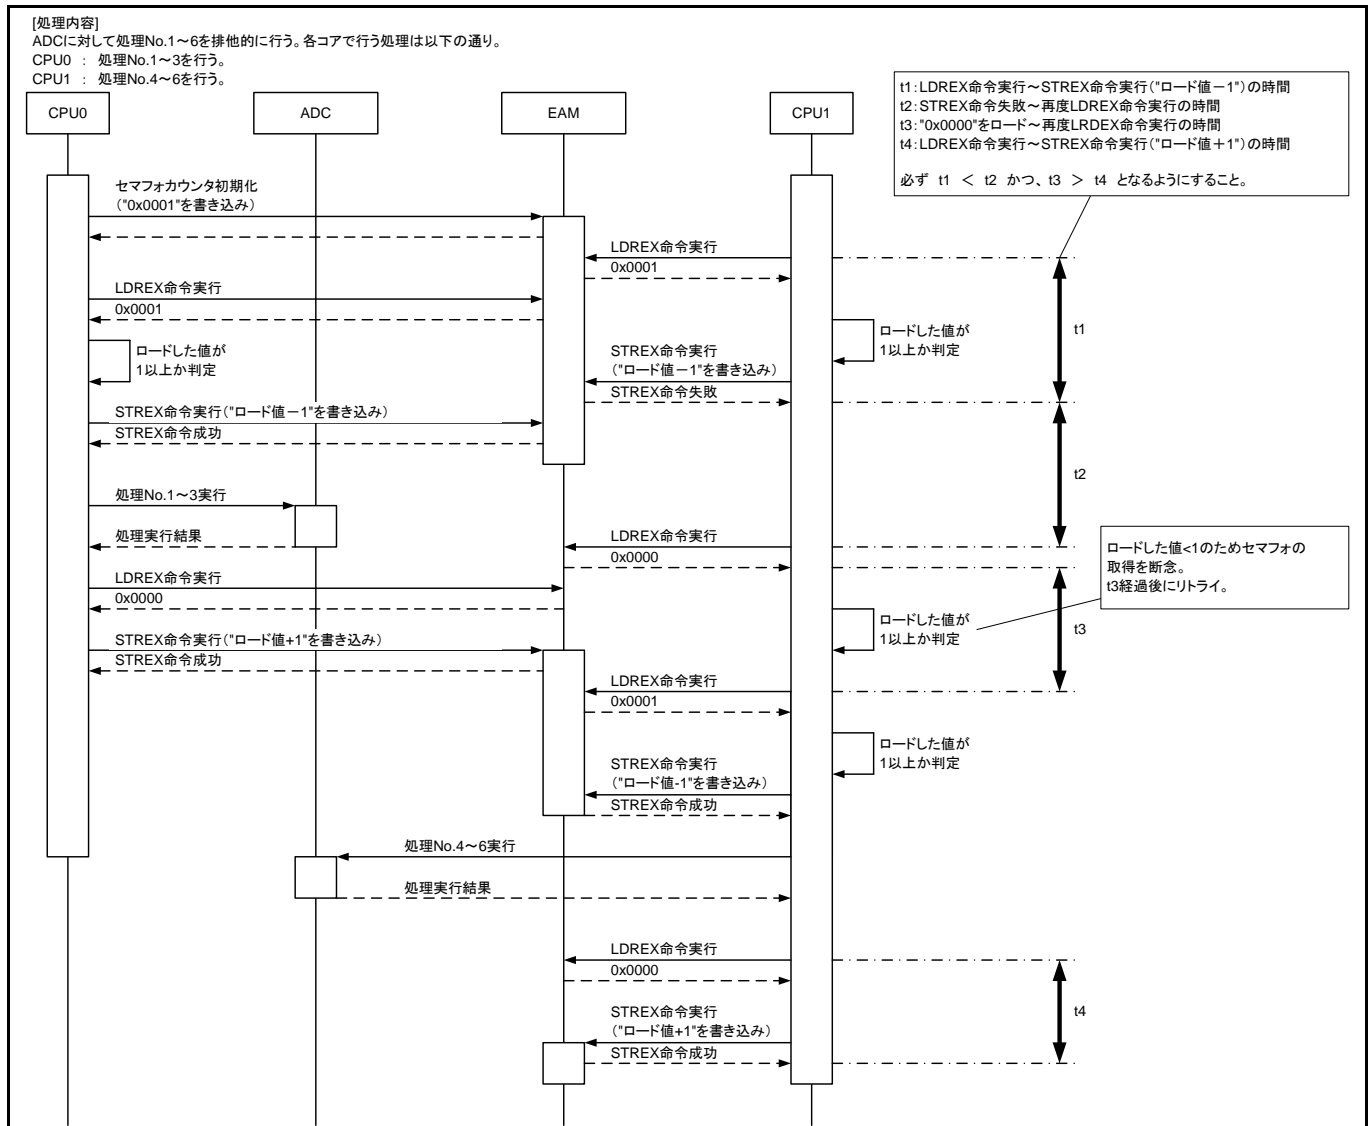 [処理内容]
ADCに対して処理No.1～6を排他的に行う。各コアで行う処理は以下の通り。
CPU0 ： 処理No.1～3を行う。
CPU1 ： 処理No.4～6を行う。
t1：LDREX命令実行～STREX命令実行("ロード値－1")の時間
t2：STREX命令失敗～再度LDREX命令実行の時間
t3："0x0000"をロード～再度LRDEX命令実行の時間
t4：LDREX命令実行～STREX命令実行("ロード値＋1")の時間
必ず t1 ＜ t2 かつ、t3 ＞ t4 となるようにすること。
CPU0
ADC
EAM
CPU1
セマフォカウンタ初期化
("0x0001"を書き込み)
LDREX命令実行
0x0001
LDREX命令実行
0x0001
ロードした値が
1以上か判定
t1
ロードした値が
1以上か判定
STREX命令実行
("ロード値－1"を書き込み)
STREX命令失敗
STREX命令実行("ロード値－1"を書き込み)
STREX命令成功
t2
処理No.1～3実行
処理実行結果
LDREX命令実行
0x0000
ロードした値<1のためセマフォの
取得を断念。
t3経過後にリトライ。
LDREX命令実行
0x0000
ロードした値が
1以上か判定
t3
STREX命令実行("ロード値+1"を書き込み)
STREX命令成功
LDREX命令実行
0x0001
ロードした値が
1以上か判定
STREX命令実行
("ロード値-1"を書き込み)
STREX命令成功
処理No.4～6実行
処理実行結果
LDREX命令実行
0x0000
t4
STREX命令実行
("ロード値+1"を書き込み)
STREX命令成功